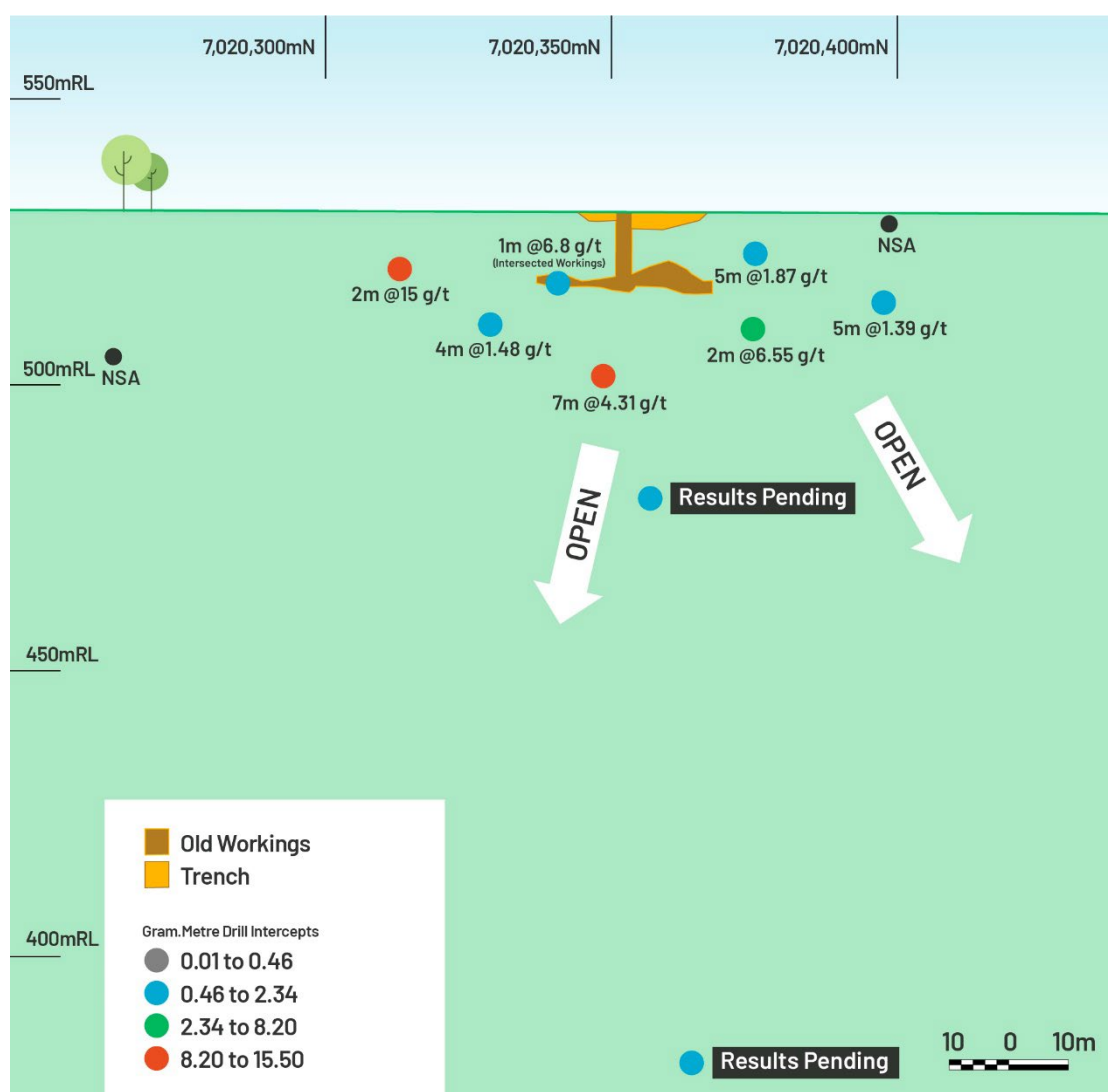 7,020,300mN
7,020,350mN
7,020,400mN
550mRL
1m @6.8 g/t
(Intersected Workings)
NSA
2m @15 g/t
5m @1.87 g/t
4m @1.48 g/t
2m @6.55 g/t
5m @1.39 g/t
500mRL
NSA
7m @4.31 g/t
OPEN
OPEN
Results Pending
450mRL
Old Workings
Trench
Gram.Metre Drill Intercepts
400mRL
0.01 to 0.46
0.46 to 2.34
2.34 to 8.20
8.20 to 15.50
Results Pending
10 0 10m